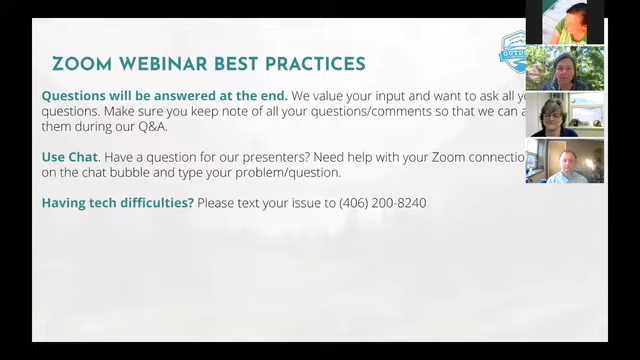 ZOOM WEBINAR BEST PRACTICES
OUTDO
Questions will be answered at the end. We value your input and want to ask all
questions. Make sure you keep note of all your questions/comments so that we can
them during our Q&A.
Use Chat. Have a question for our presenters? Need help with your Zoom connection
on the chat bubble and type your problem/question.
Having tech difficulties? Please text your issue to (406) 200-8240